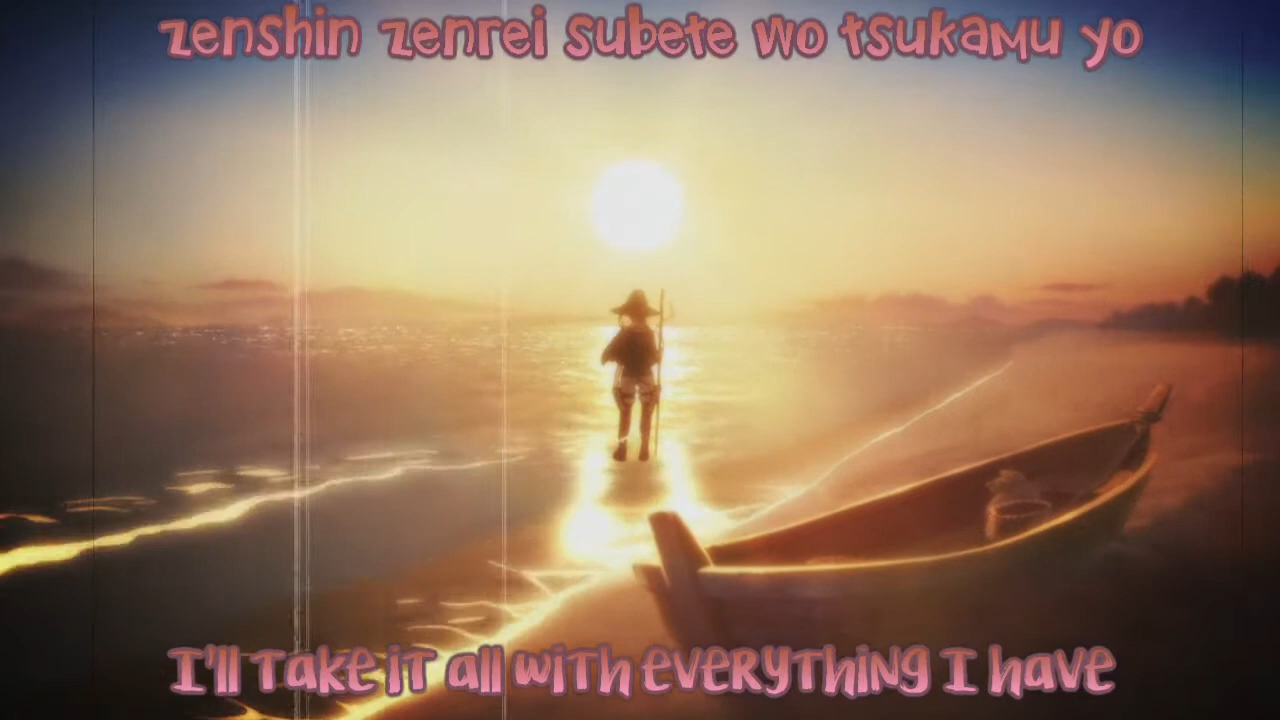 zenshin zenrei subete wo tsukamu yo
I'll take it all with everything I have